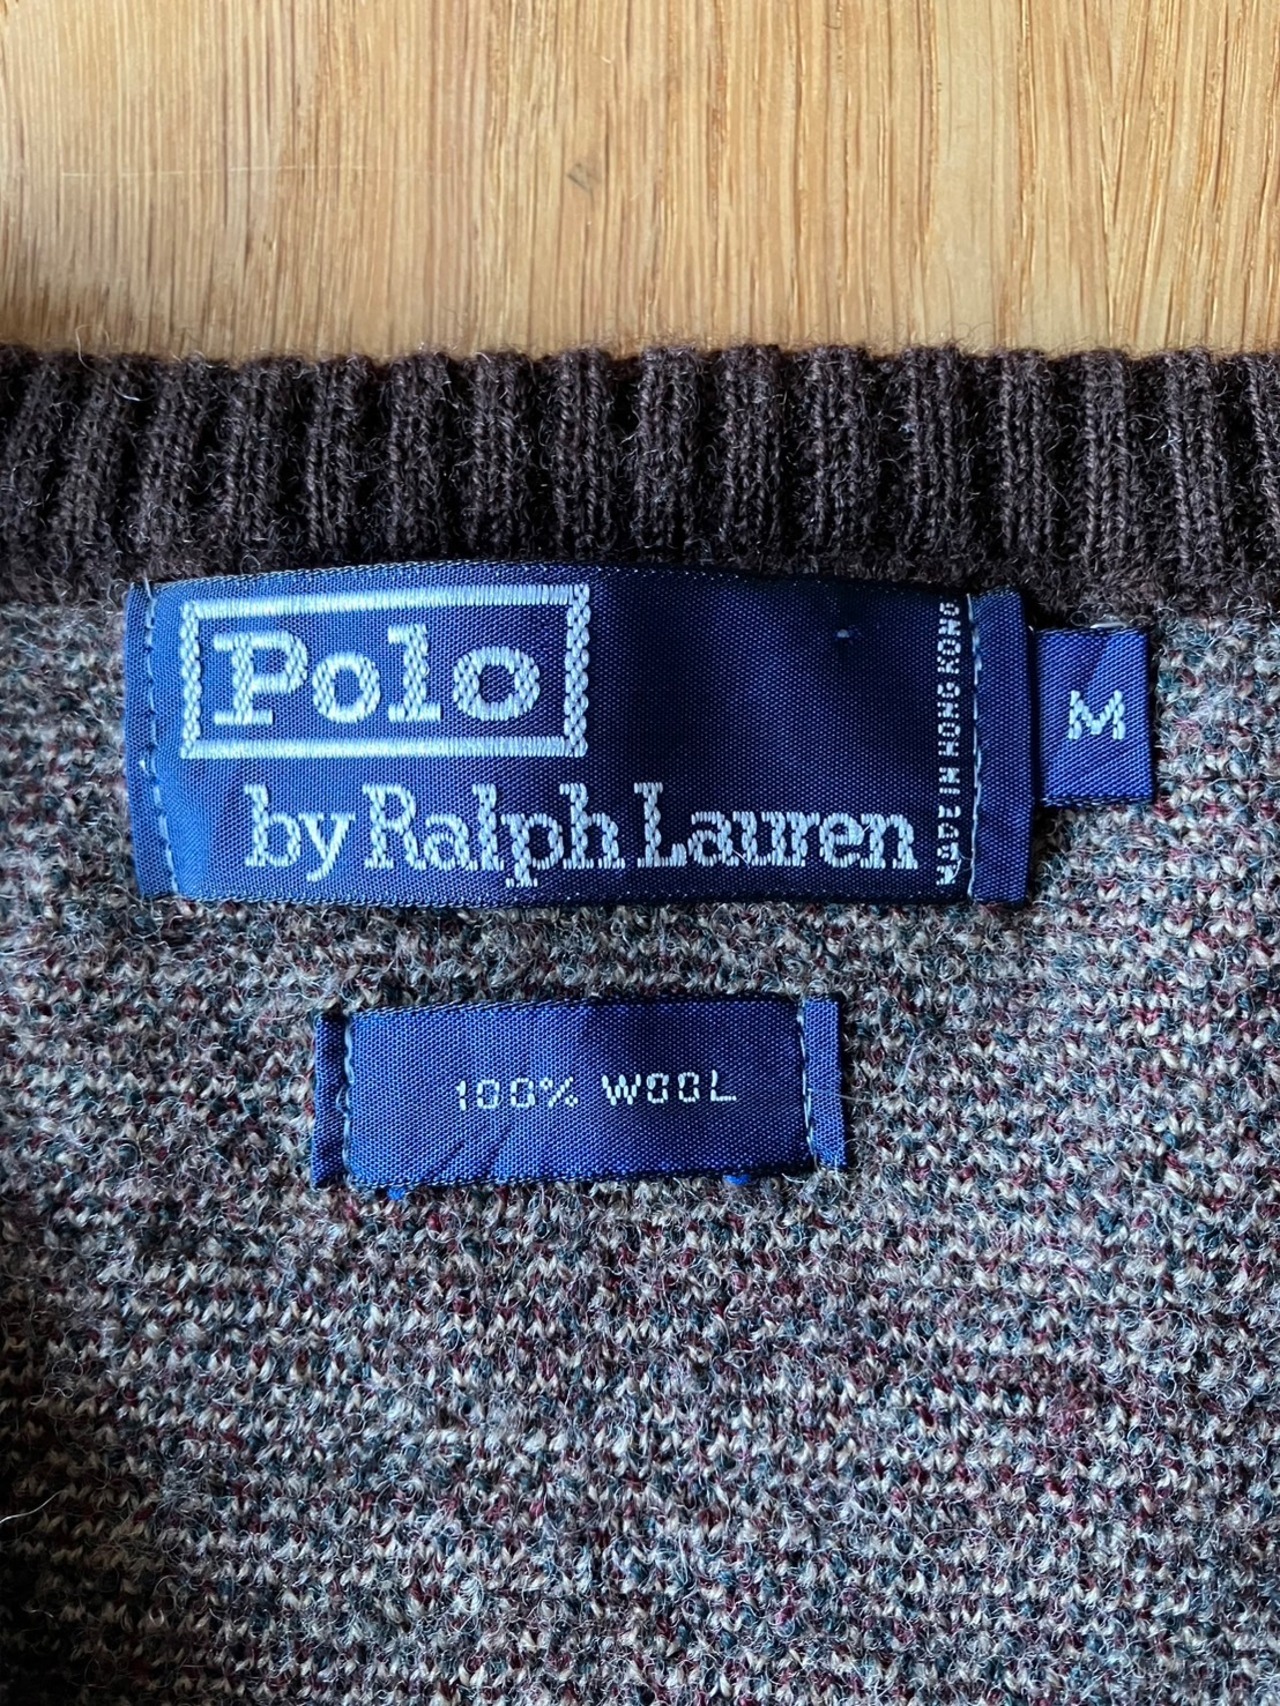 Polo
by Ralph Lauren
MADE IN HONG KONG
M
100% WOOL